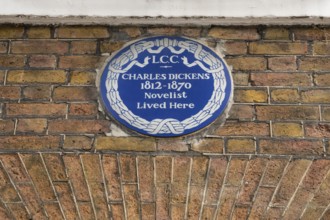 LCC
CHARLES DICKENS
1812-1870
Novelist
Lived Here